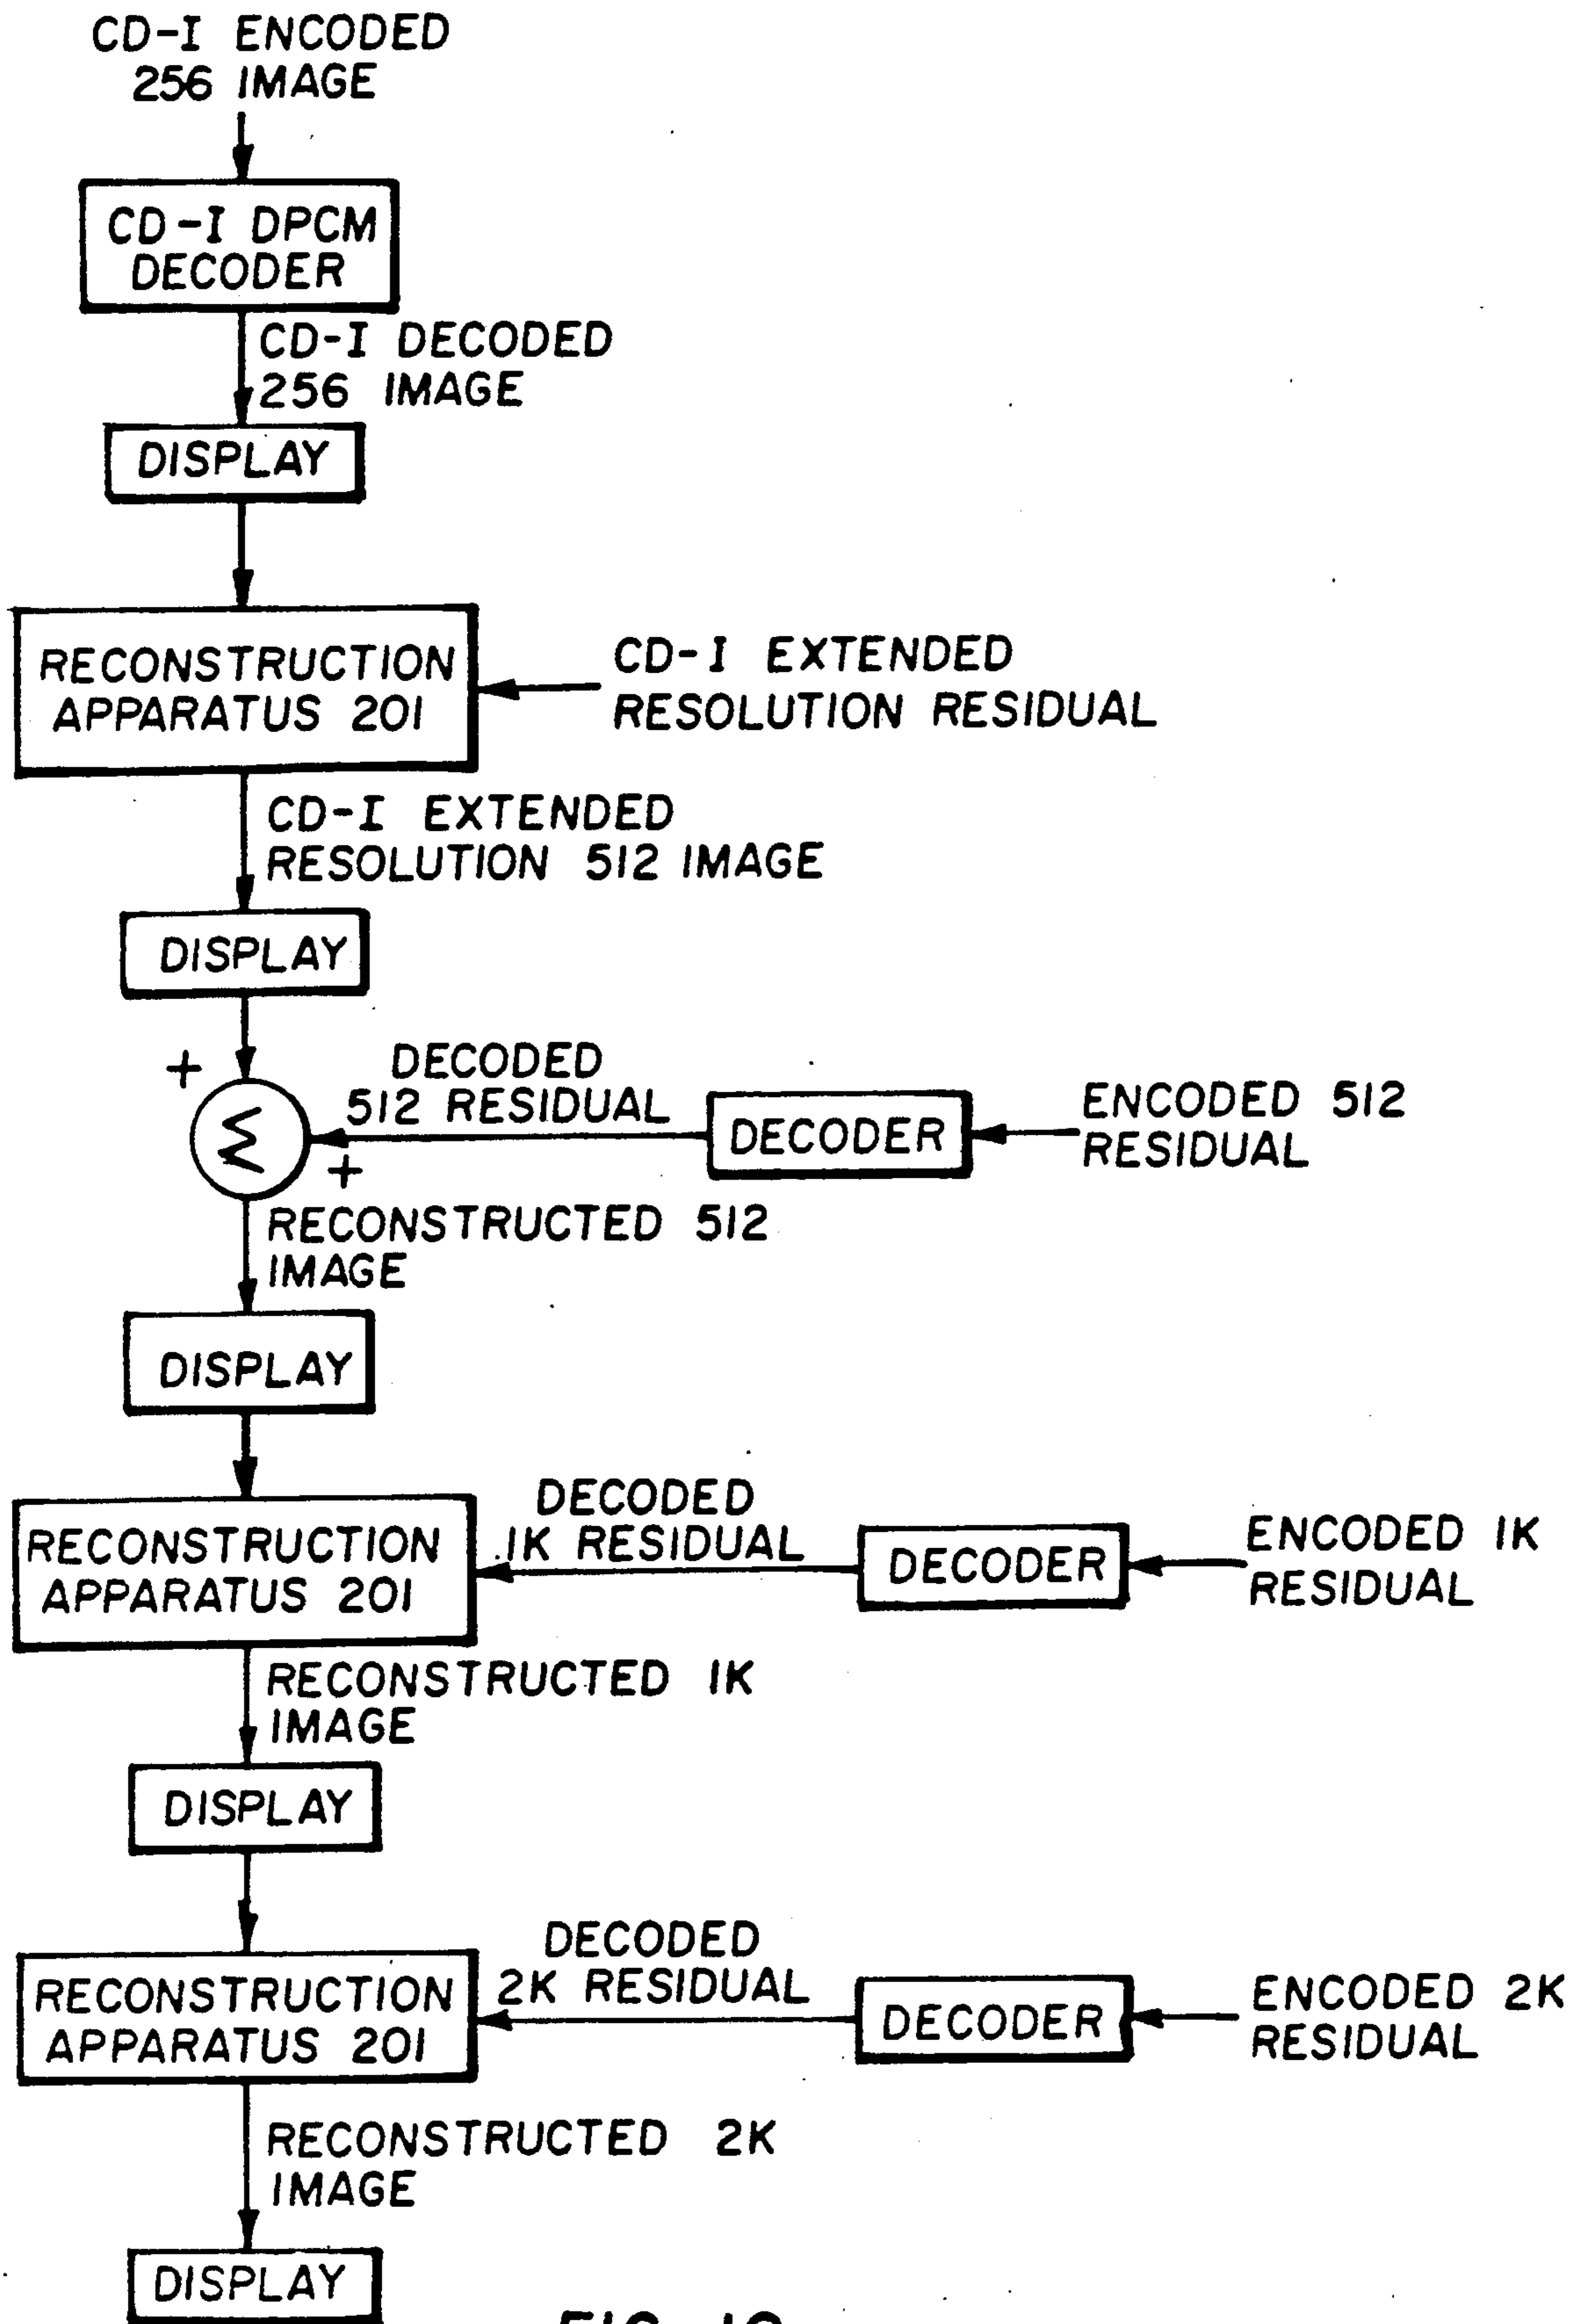 CD-I ENCODED
256 IMAGE
CD-I DPCM
DECODER
CD-I DECODED
256 IMAGE
DISPLAY
RECONSTRUCTION
APPARATUS 201
CD-I EXTENDED
RESOLUTION RESIDUAL
CD-I EXTENDED
RESOLUTION 512 IMAGE
DISPLAY
+
DECODED
512 RESIDUAL
DECODER
ENCODED 512
RESIDUAL
Σ
+
RECONSTRUCTED 512
IMAGE
DISPLAY
RECONSTRUCTION
APPARATUS 201
DECODED
1K RESIDUAL
DECODER
ENCODED 1K
RESIDUAL
RECONSTRUCTED 1K
IMAGE
DISPLAY
RECONSTRUCTION
APPARATUS 201
DECODED
2K RESIDUAL
DECODER
ENCODED 2K
RESIDUAL
RECONSTRUCTED 2K
IMAGE
DISPLAY